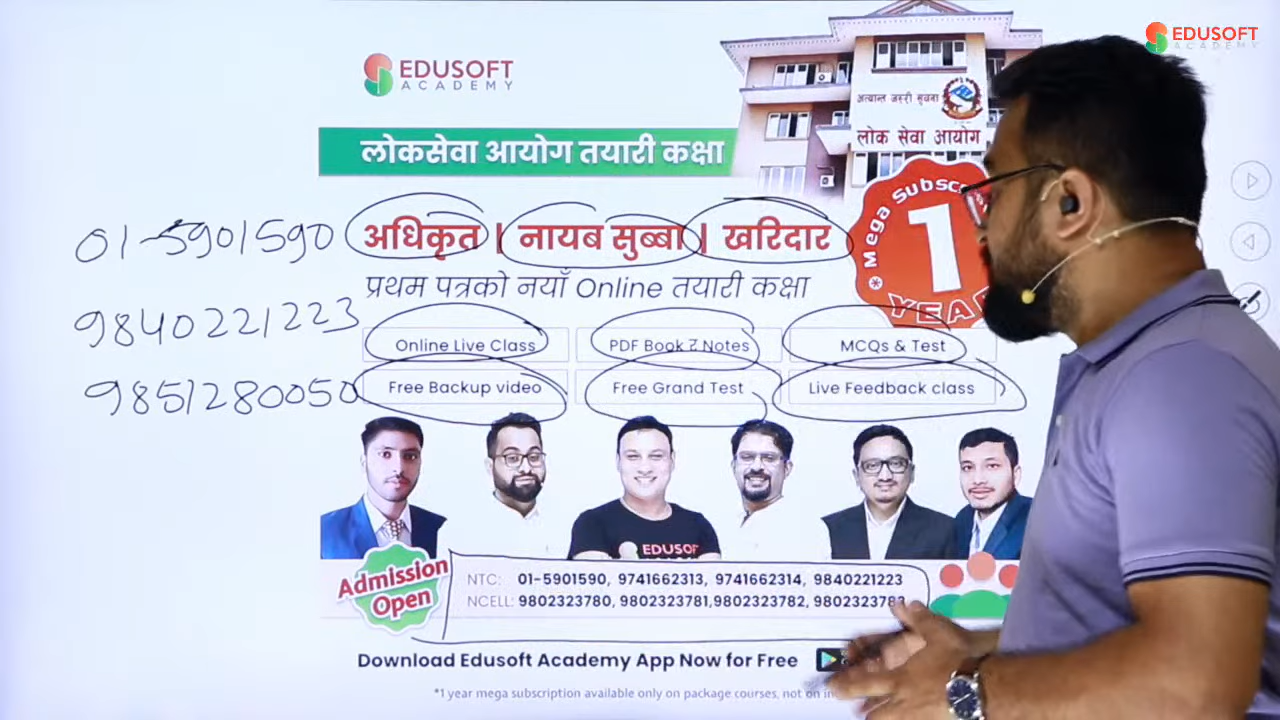 EDUSOFT
ACADEMY
EDUSOFT
ACADEMY
अत्यान्त जरुरी सुचना
लोक सेवा आयोग
लोकसेवा आयोग तयारी कक्षा
Mega
1
YEAR
01-5901590
अधिकृत | नायब सुब्बा | खरिदार
प्रथम पत्रको नयाँ Online तयारी कक्षा
9840221223
Online Live Class
PDF Book र Notes
MCQs & Test
9851280050
Free Backup video
Free Grand Test
Live Feedback class
Admission
Open
NTC: 01-5901590, 9741662313, 9741662314, 9840221223
NCELL: 9802323780, 9802323781,9802323782, 9802323783
Download Edusoft Academy App Now for Free
*1 year mega subscription available only on package courses, not on